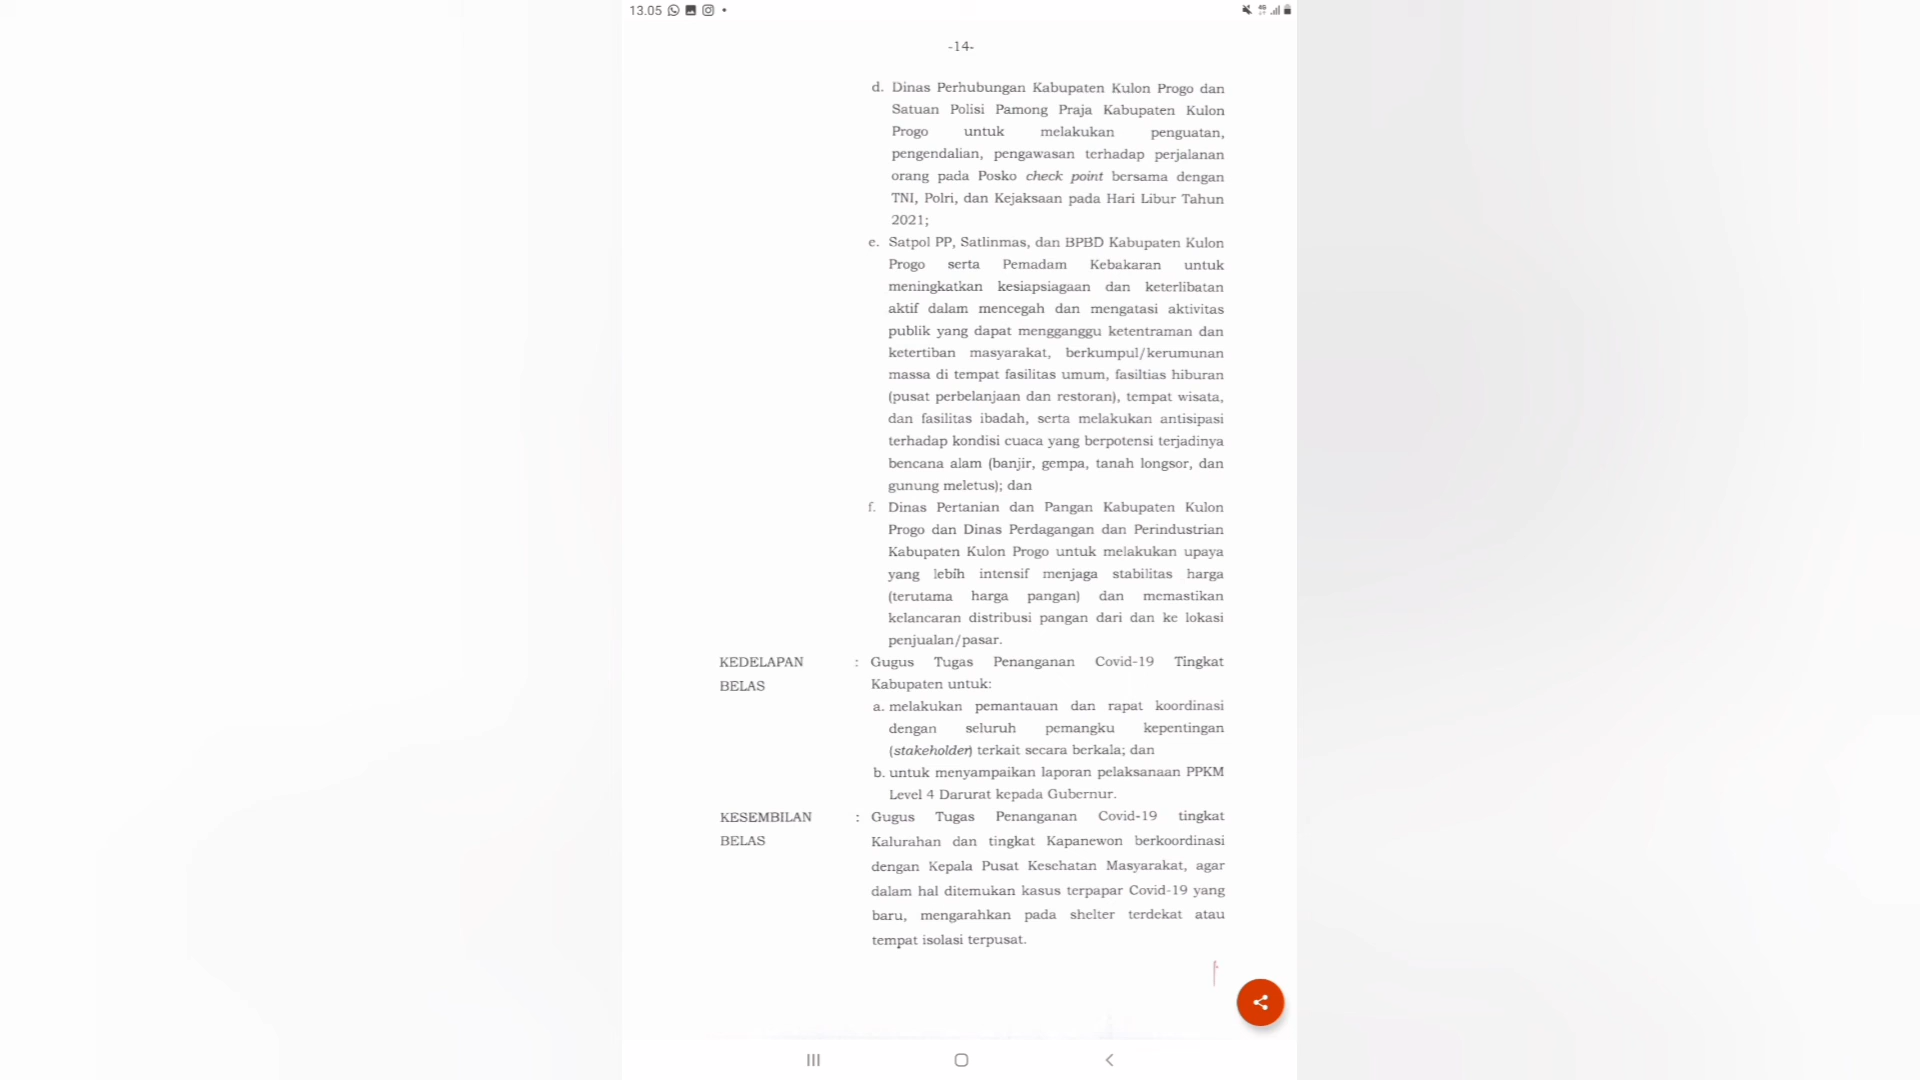 13.05
-14-
d. Dinas Perhubungan Kabupaten Kulon Progo dan
Satuan Polisi Pamong Praja Kabupaten Kulon
Progo untuk melakukan penguatan,
pengendalian, pengawasan terhadap perjalanan
orang pada Posko check point bersama dengan
TNI, Polri, dan Kejaksaan pada Hari Libur Tahun
2021;
e. Satpol PP, Satlinmas, dan BPBD Kabupaten Kulon
Progo serta Pemadam Kebakaran untuk
meningkatkan kesiapsiagaan dan keterlibatan
aktif dalam mencegah dan mengatasi aktivitas
publik yang dapat mengganggu ketentraman dan
ketertiban masyarakat, berkumpul/kerumunan
massa di tempat fasilitas umum, fasiltias hiburan
(pusat perbelanjaan dan restoran), tempat wisata,
dan fasilitas ibadah, serta melakukan antisipasi
terhadap kondisi cuaca yang berpotensi terjadinya
bencana alam (banjir, gempa, tanah longsor, dan
gunung meletus); dan
f. Dinas Pertanian dan Pangan Kabupaten Kulon
Progo dan Dinas Perdagangan dan Perindustrian
Kabupaten Kulon Progo untuk melakukan upaya
yang lebih intensif menjaga stabilitas harga
(terutama harga pangan) dan memastikan
kelancaran distribusi pangan dari dan ke lokasi
penjualan/pasar.
KEDELAPAN : Gugus Tugas Penanganan Covid-19 Tingkat
BELAS Kabupaten untuk:
a. melakukan pemantauan dan rapat koordinasi
dengan seluruh pemangku kepentingan
(stakeholder) terkait secara berkala; dan
b. untuk menyampaikan laporan pelaksanaan PPKM
Level 4 Darurat kepada Gubernur.
KESEMBILAN : Gugus Tugas Penanganan Covid-19 tingkat
BELAS Kalurahan dan tingkat Kapanewon berkoordinasi
dengan Kepala Pusat Kesehatan Masyarakat, agar
dalam hal ditemukan kasus terpapar Covid-19 yang
baru, mengarahkan pada shelter terdekat atau
tempat isolasi terpusat.